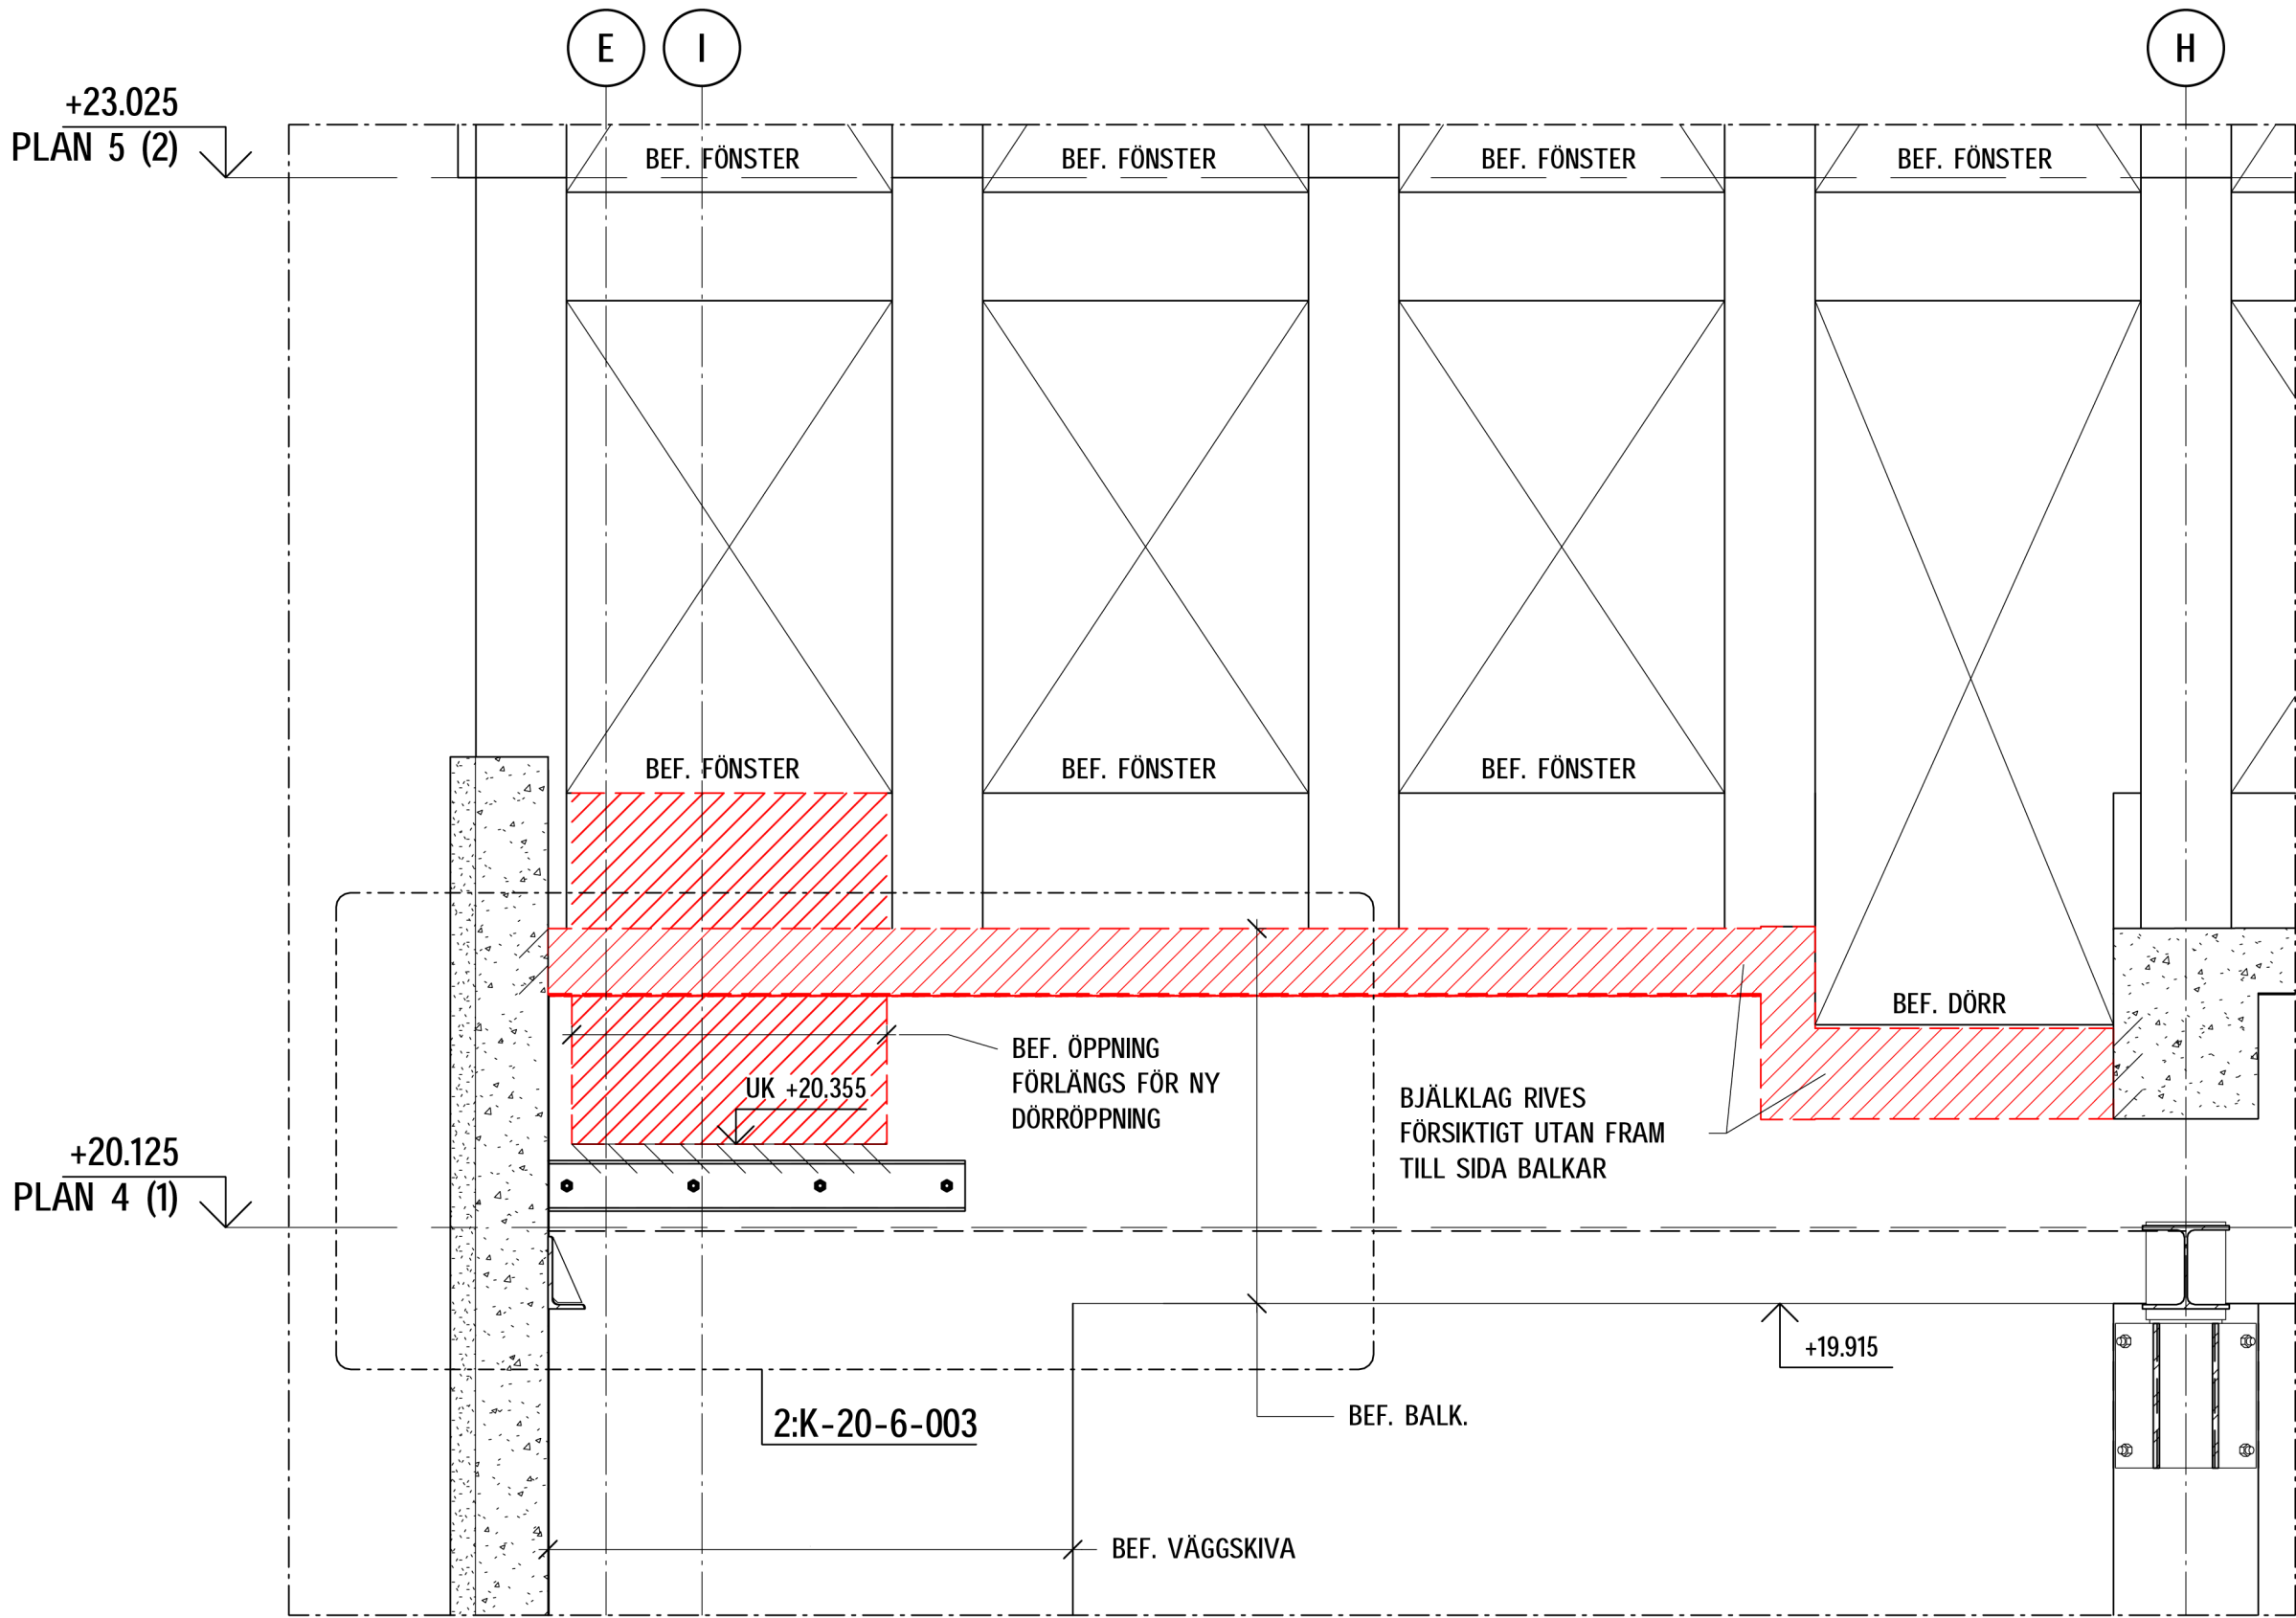 E
I
H
+23.025
PLAN 5 (2)
BEF. FÖNSTER
BEF. FÖNSTER
BEF. FÖNSTER
BEF. FÖNSTER
BEF. FÖNSTER
BEF. FÖNSTER
BEF. FÖNSTER
BEF. DÖRR
BEF. ÖPPNING
FÖRLÄNGS FÖR NY
DÖRRÖPPNING
UK +20.355
BJÄLKLAG RIVES
FÖRSIKTIGT UTAN FRAM
TILL SIDA BALKAR
+20.125
PLAN 4 (1)
+19.915
2:K-20-6-003
BEF. BALK.
BEF. VÄGGSKIVA